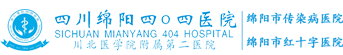 四川绵阳四〇四医院
SICHUAN MIANYANG 404 HOSPITAL
川北医学院附属第二医院
绵阳市传染病医院
绵阳市红十字医院